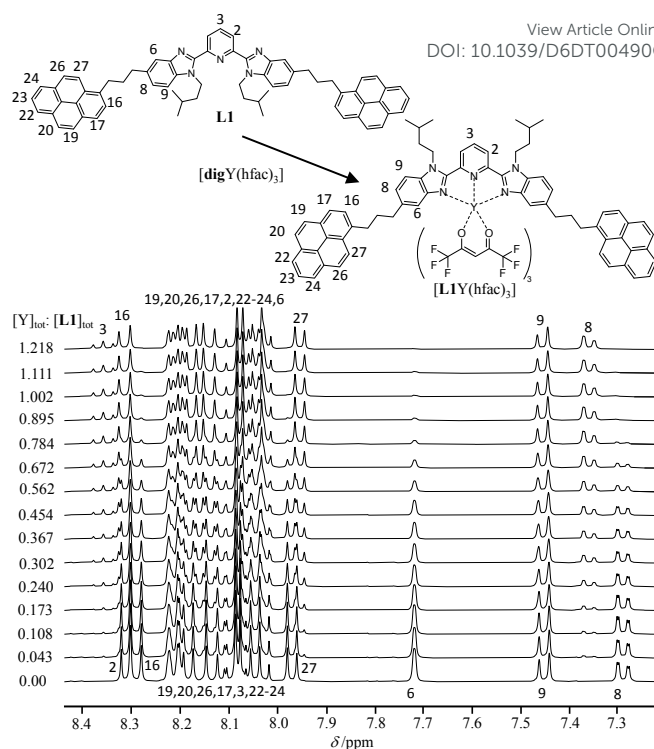 View Article Online
DOI: 10.1039/D6DT00490
3
2
N
N
N
N
N
6
8
9
26
27
24
23
22
20
19
16
17
L1
[digY(hfac)3]
3
2
N
N
N
N
N
9
8
6
17
16
19
20
22
23
24
26
27
Y
O
O
F
F
F
F
F
F
3
[L1Y(hfac)3]
[Y]tot: [L1]tot
3
16
19,20,26,17,2,22-24,6
27
9
8
1.218
1.111
1.002
0.895
0.784
0.672
0.562
0.454
0.367
0.302
0.240
0.173
0.108
0.043
0.00
2
16
19,20,26,17,3,22-24
27
6
9
8
8.4 8.3 8.2 8.1 8.0 7.9 7.8 7.7 7.6 7.5 7.4 7.3
δ /ppm